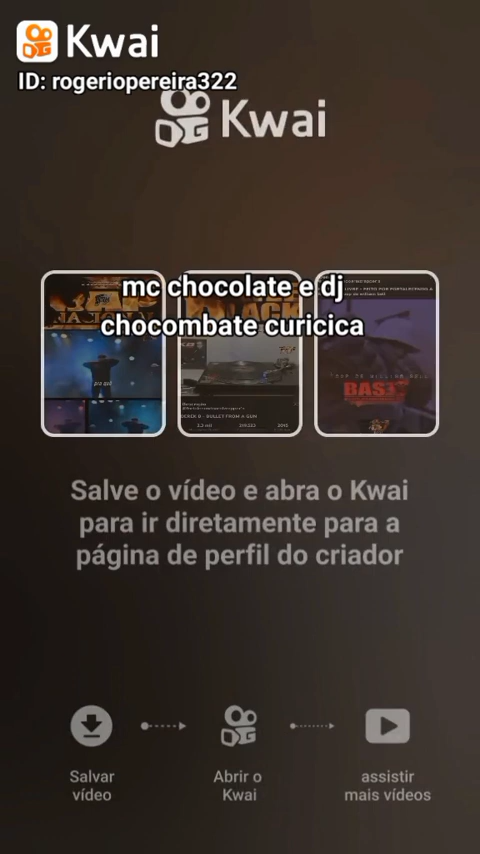 Kwai
ID: rogeriopereira322
Kwai
mc chocolate e dj
chocombate curicica
BASE
Salve o vídeo e abra o Kwai
para ir diretamente para a
página de perfil do criador
Salvar
vídeo
Abrir o
Kwai
assistir
mais vídeos